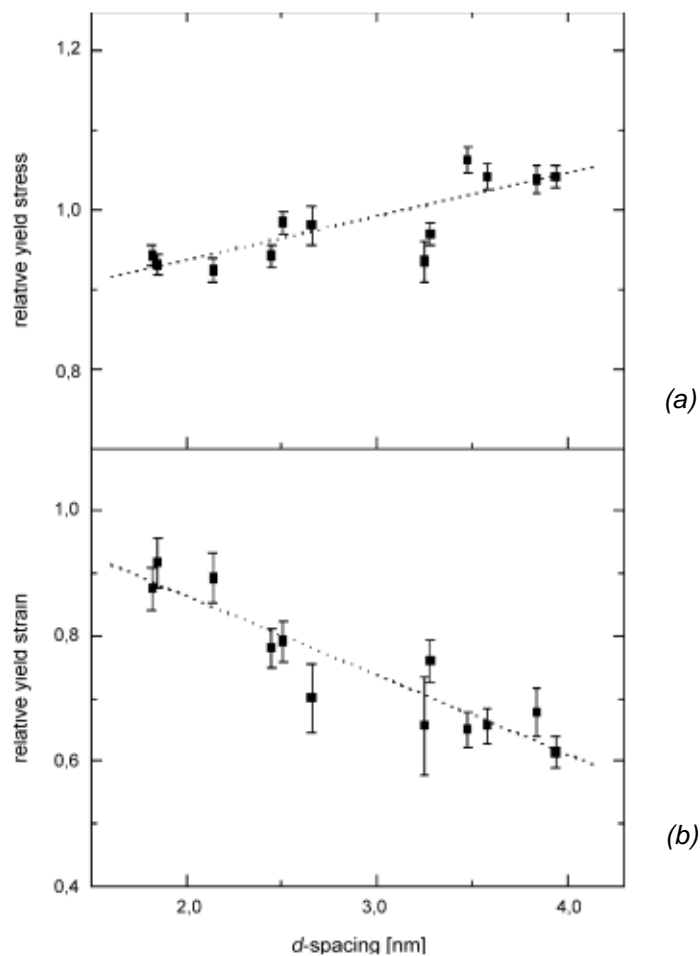 1,2
1,0
0,8
relative yield stress
(a)
1,0
0,8
0,6
0,4
relative yield strain
(b)
2,0 3,0 4,0
d-spacing [nm]